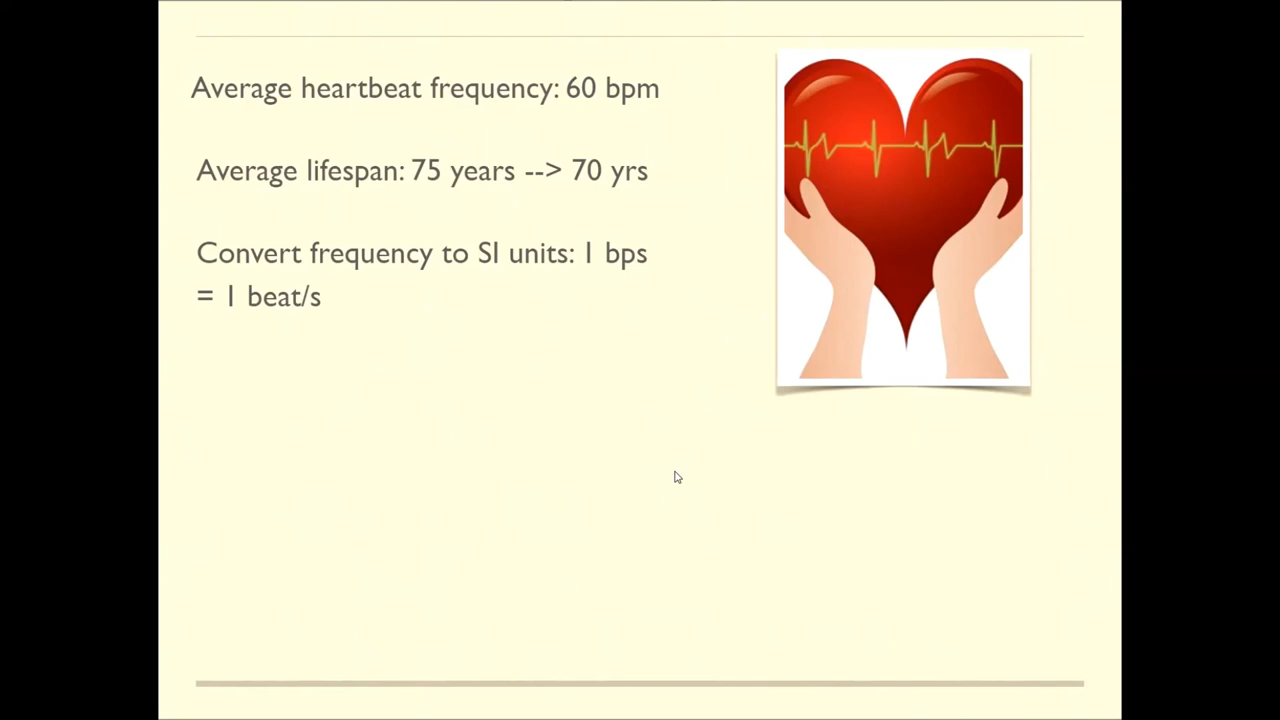 Average heartbeat frequency: 60 bpm
Average lifespan: 75 years --> 70 yrs
Convert frequency to SI units: 1 bps
= 1 beat/s